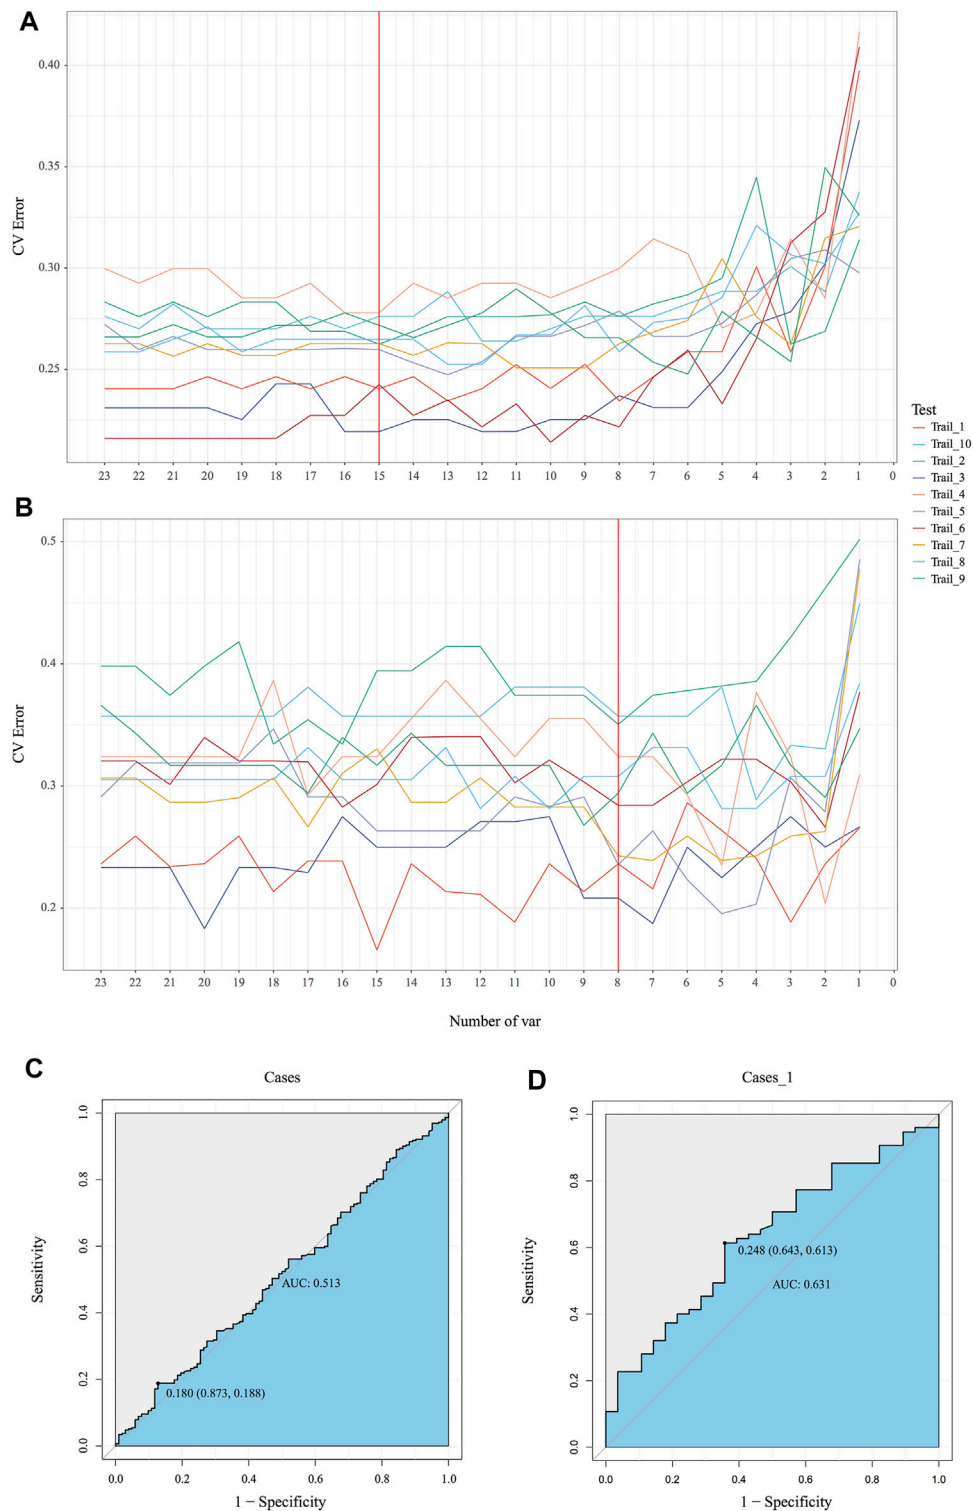 A
CV Error
0.40
0.35
0.30
0.25
23 22 21 20 19 18 17 16 15 14 13 12 11 10 9 8 7 6 5 4 3 2 1 0
Test
Trail_1
Trail_10
Trail_2
Trail_3
Trail_4
Trail_5
Trail_6
Trail_7
Trail_8
Trail_9
B
CV Error
0.5
0.4
0.3
0.2
23 22 21 20 19 18 17 16 15 14 13 12 11 10 9 8 7 6 5 4 3 2 1 0
Number of var
C
Cases
Sensitivity
1.0
0.8
0.6
0.4
0.2
0.0
AUC: 0.513
0.180 (0.873, 0.188)
0.0 0.2 0.4 0.6 0.8 1.0
1 − Specificity
D
Cases_1
Sensitivity
1.0
0.8
0.6
0.4
0.2
0.0
0.248 (0.643, 0.613)
AUC: 0.631
0.0 0.2 0.4 0.6 0.8 1.0
1 − Specificity